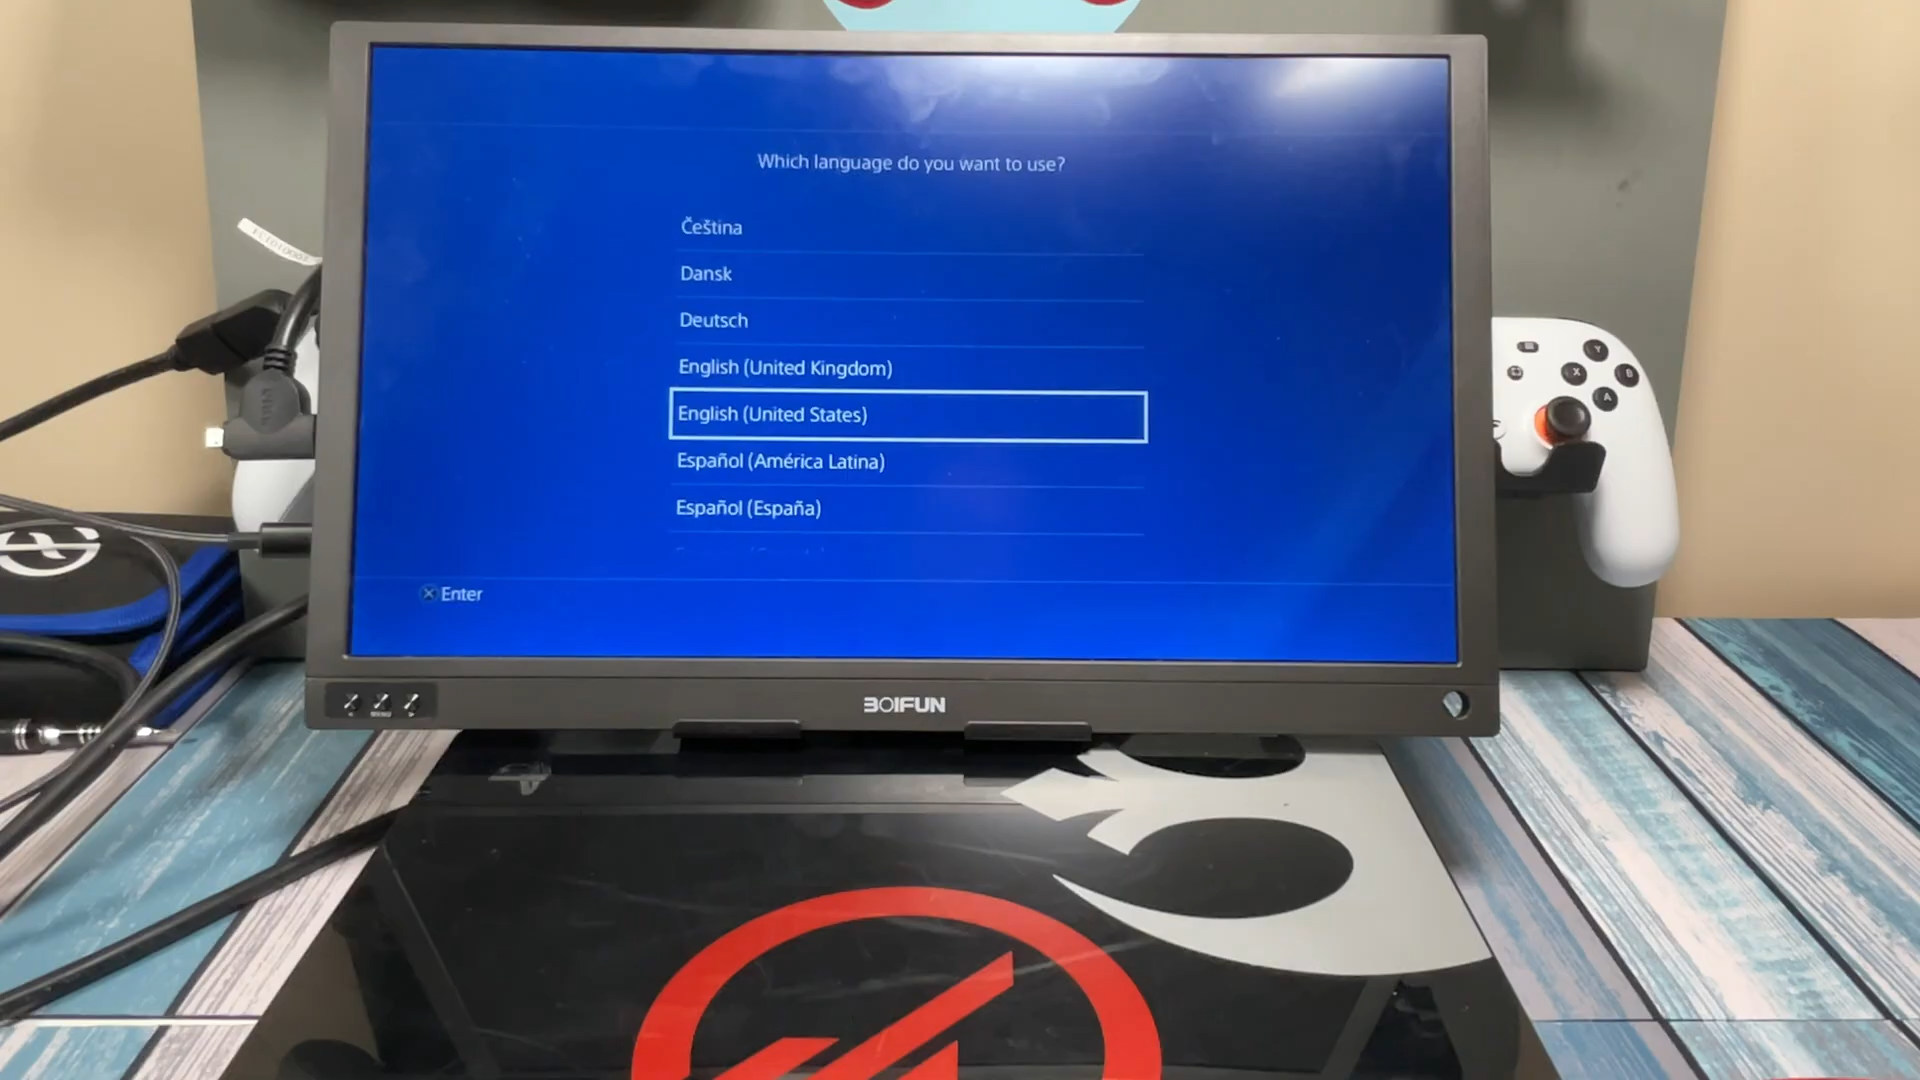 Which language do you want to use?
Čeština
Dansk
Deutsch
English (United Kingdom)
English (United States)
Español (América Latina)
Español (España)
Enter
MENU
BOIFUN
Y
X
B
A